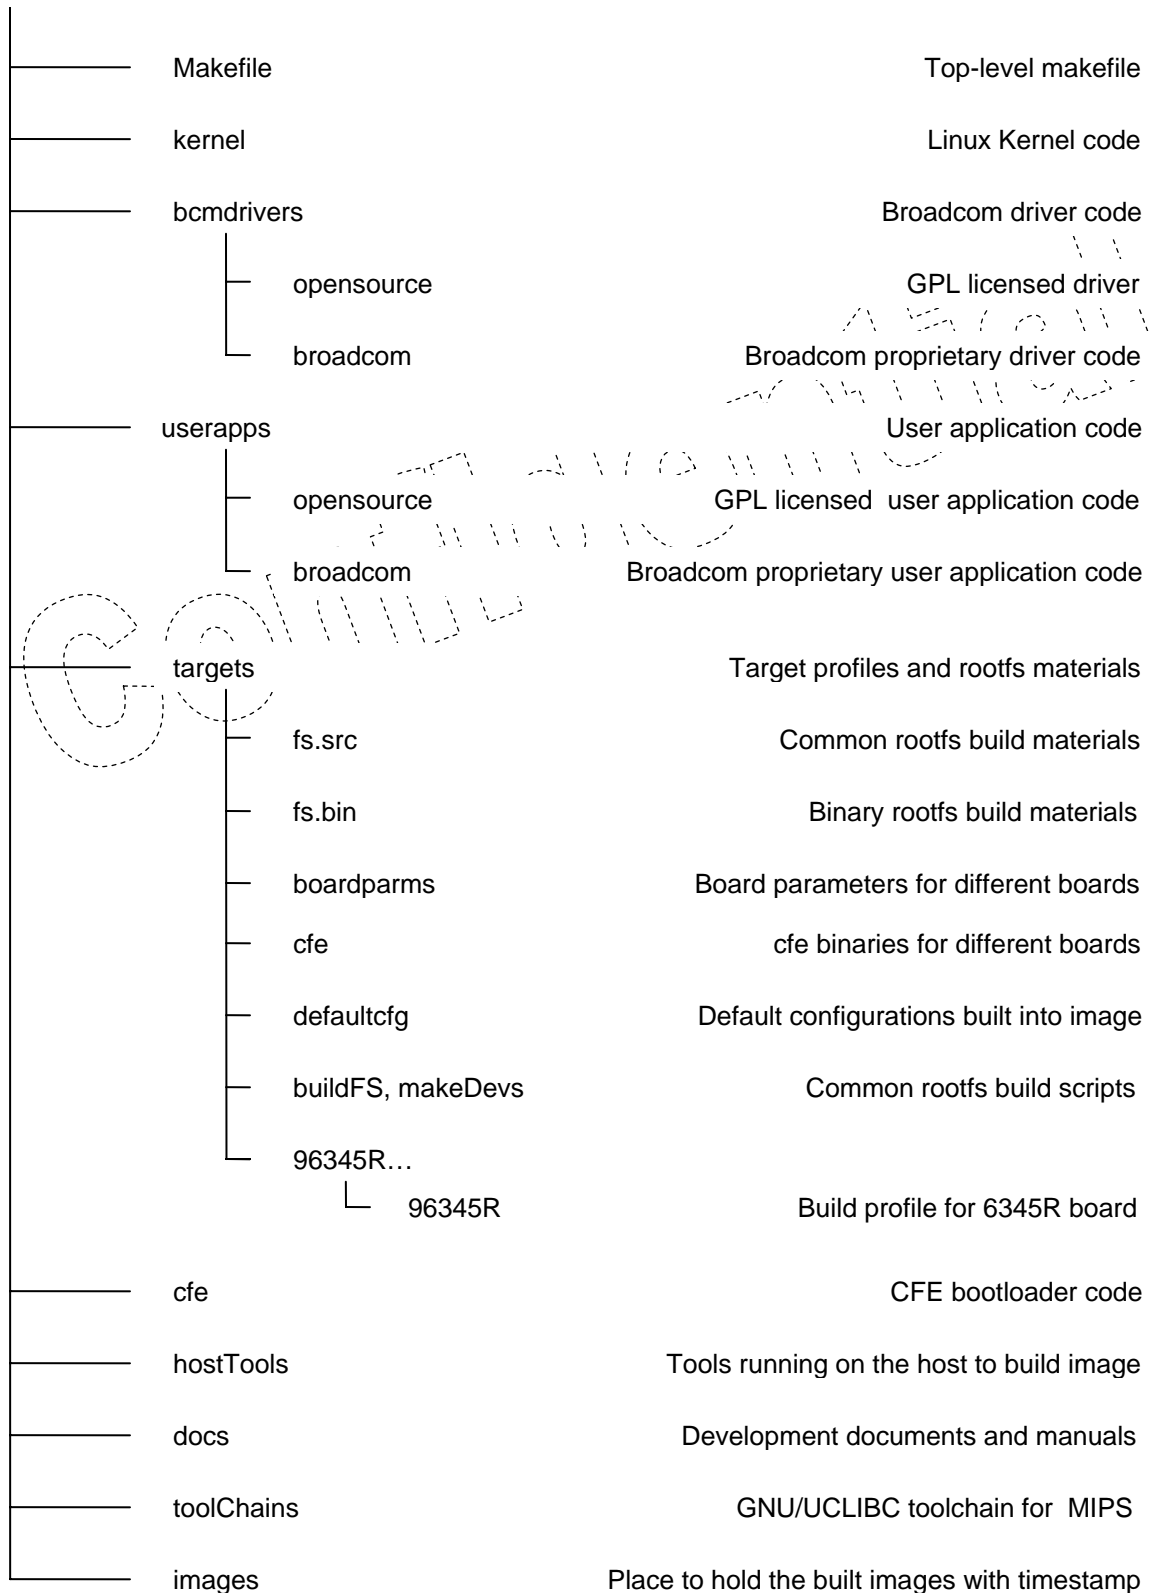 Makefile Top-level makefile
kernel Linux Kernel code
bcmdrivers Broadcom driver code
opensource GPL licensed driver
broadcom Broadcom proprietary driver code
userapps User application code
opensource GPL licensed user application code
broadcom Broadcom proprietary user application code
targets Target profiles and rootfs materials
fs.src Common rootfs build materials
fs.bin Binary rootfs build materials
boardparms Board parameters for different boards
cfe cfe binaries for different boards
defaultcfg Default configurations built into image
buildFS, makeDevs Common rootfs build scripts
96345R…
96345R Build profile for 6345R board
cfe CFE bootloader code
hostTools Tools running on the host to build image
docs Development documents and manuals
toolChains GNU/UCLIBC toolchain for MIPS
images Place to hold the built images with timestamp